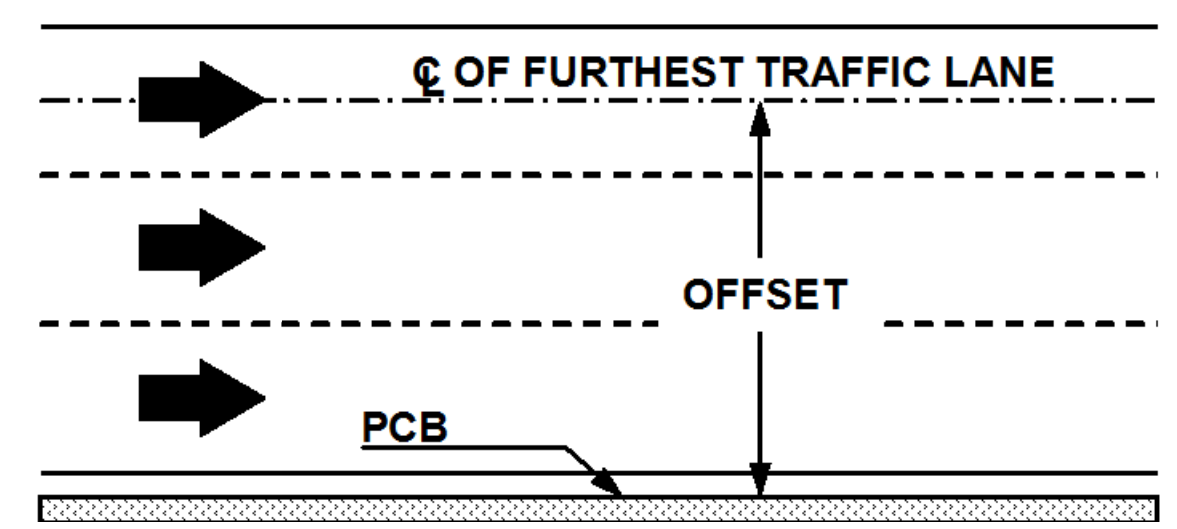 ℄ OF FURTHEST TRAFFIC LANE
OFFSET
PCB